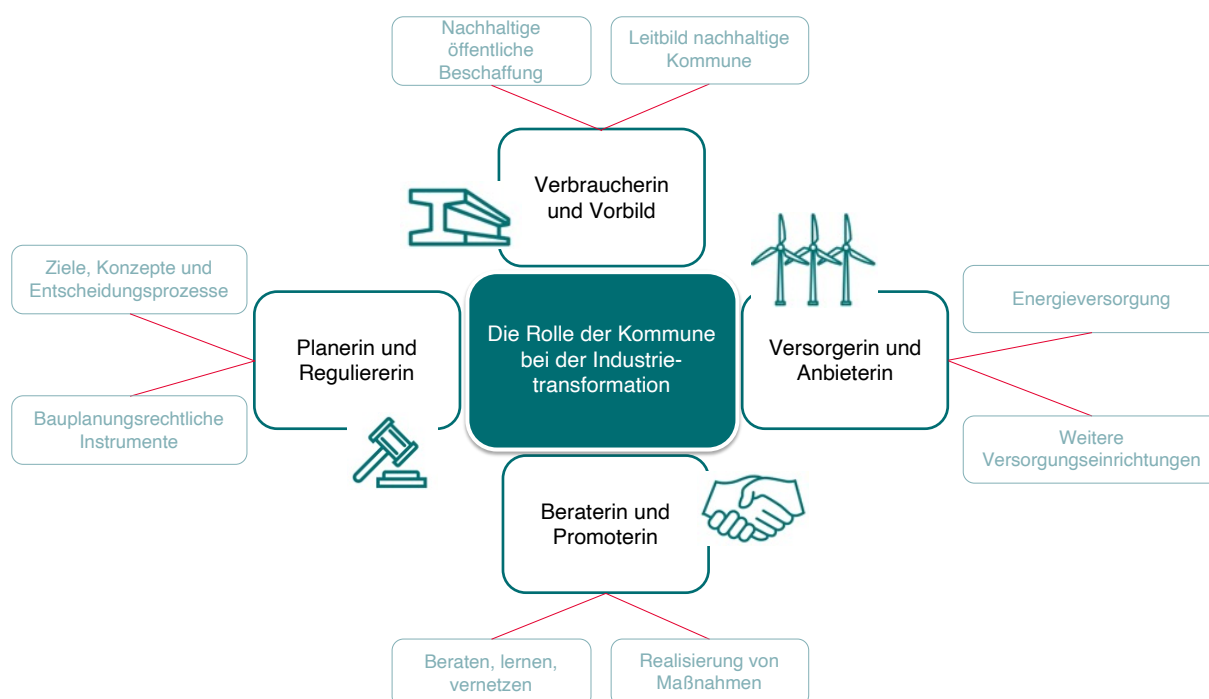 Nachhaltige
öffentliche
Beschaffung
Leitbild nachhaltige
Kommune
Verbraucherin
und Vorbild
Ziele, Konzepte und
Entscheidungsprozesse
Bauplanungsrechtliche
Instrumente
Planerin und
Reguliererin
Die Rolle der Kommune
bei der Industrie-
transformation
Versorgerin und
Anbieterin
Energieversorgung
Weitere
Versorgungseinrichtungen
Beraterin und
Promoterin
Beraten, lernen,
vernetzen
Realisierung von
Maßnahmen